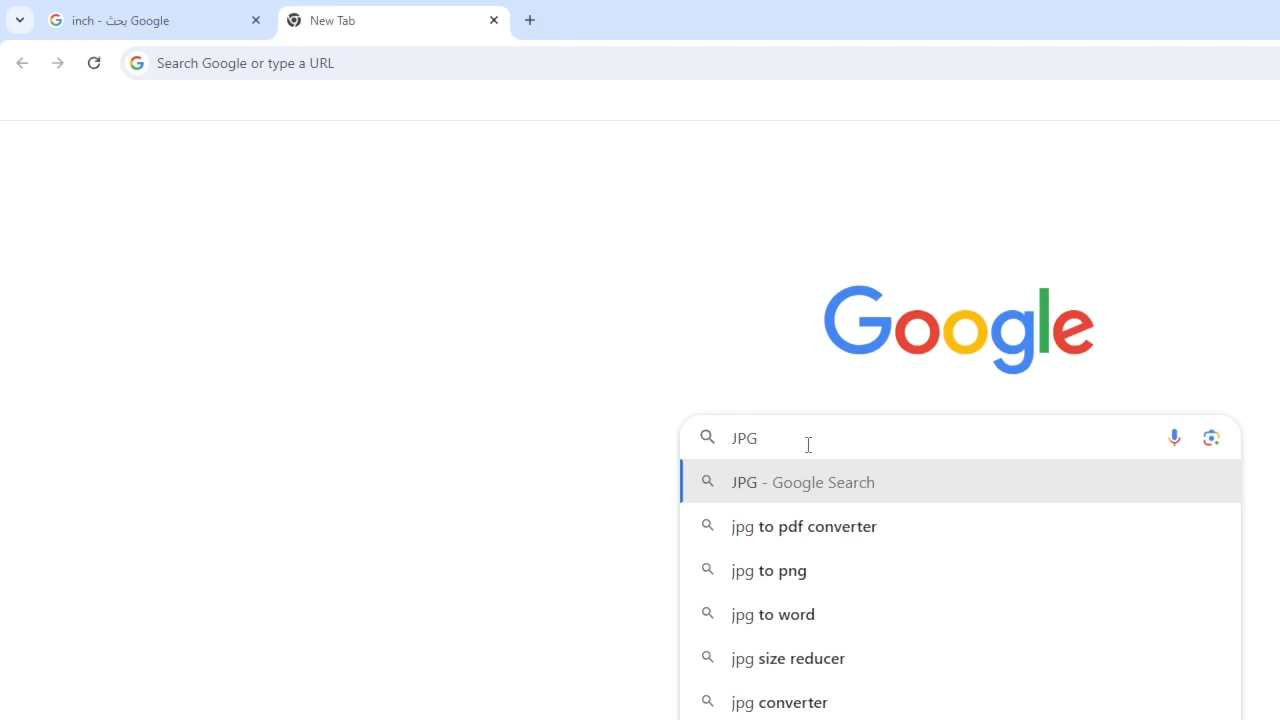 inch - بحث Google
New Tab
Search Google or type a URL
Google
JPG
JPG - Google Search
jpg to pdf converter
jpg to png
jpg to word
jpg size reducer
jpg converter